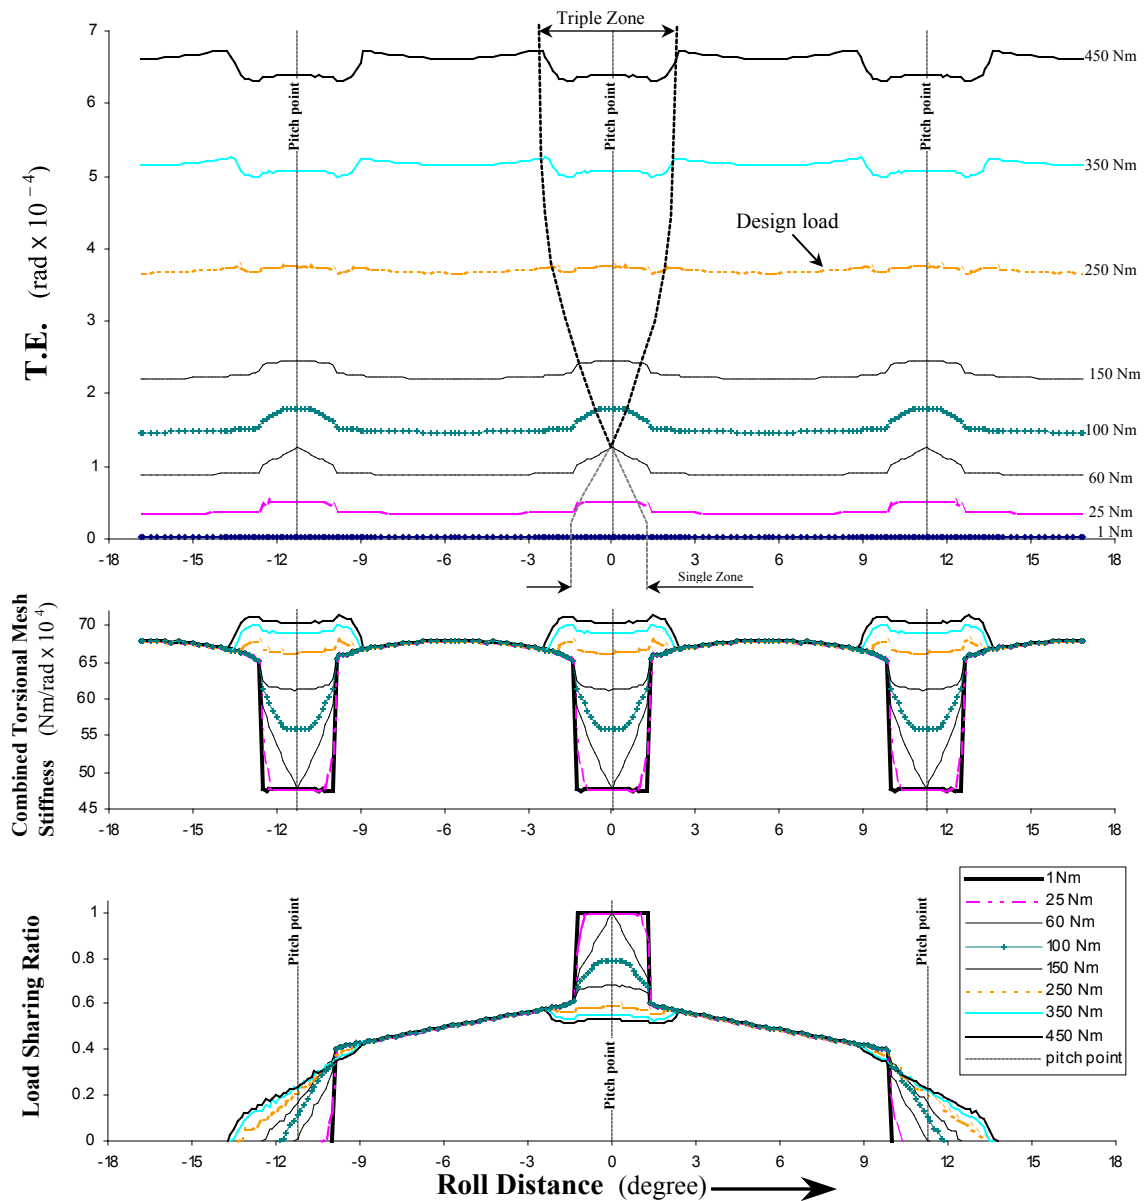 Triple Zone
7
6
5
4
3
2
1
0
T.E. (rad x 10 −4)
Pitch point
Pitch point
Pitch point
Design load
450 Nm
350 Nm
250 Nm
150 Nm
100 Nm
60 Nm
25 Nm
1 Nm
-18 -15 -12 -9 -6 -3 0 3 6 9 12 15 18
Single Zone
Combined Torsional Mesh
Stiffness (Nm/rad x 10 4)
70
65
60
55
50
45
-18 -15 -12 -9 -6 -3 0 3 6 9 12 15 18
Load Sharing Ratio
1
0.8
0.6
0.4
0.2
0
Pitch point
Pitch point
Pitch point
1 Nm
25 Nm
60 Nm
100 Nm
150 Nm
250 Nm
350 Nm
450 Nm
pitch point
-18 -15 -12 -9 -6 -3 0 3 6 9 12 15 18
Roll Distance (degree)